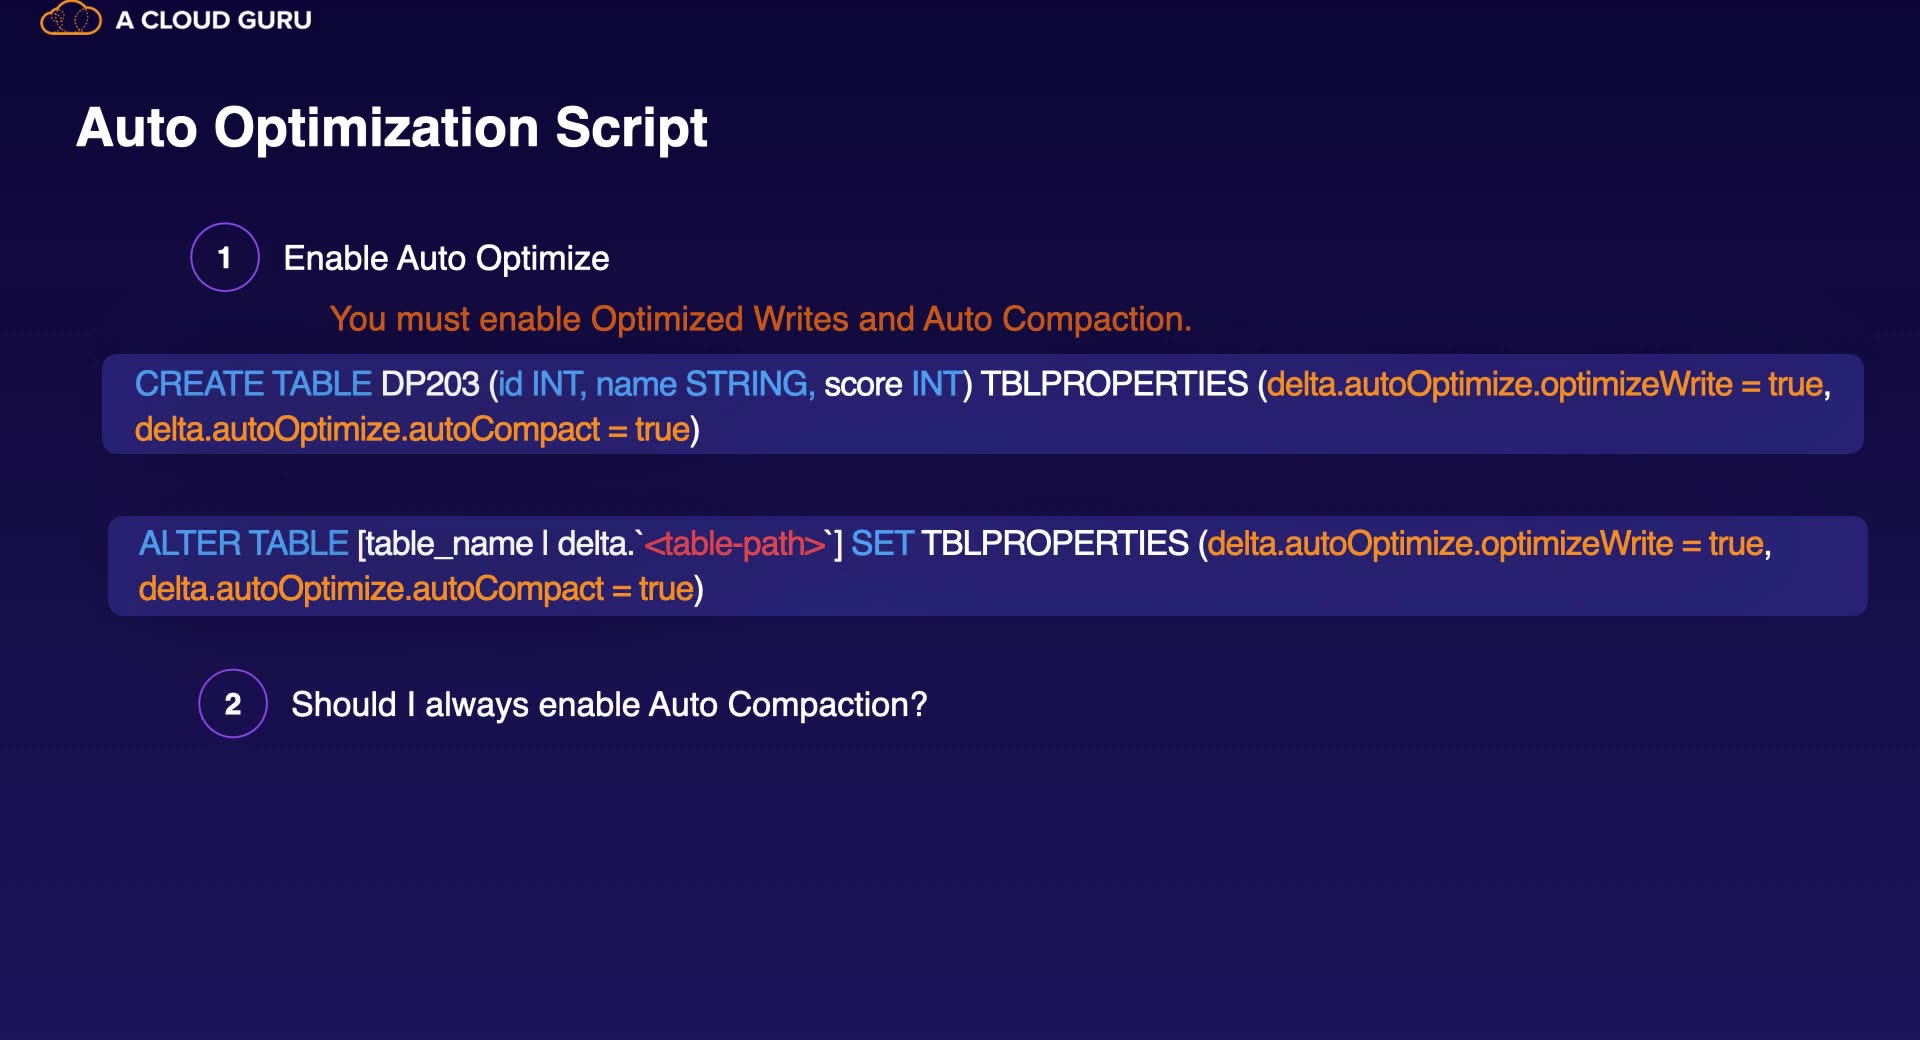 A CLOUD GURU
Auto Optimization Script
1 Enable Auto Optimize
You must enable Optimized Writes and Auto Compaction.
CREATE TABLE DP203 (id INT, name STRING, score INT) TBLPROPERTIES (delta.autoOptimize.optimizeWrite = true,
delta.autoOptimize.autoCompact = true)
ALTER TABLE [table_name | delta.`<table-path>`] SET TBLPROPERTIES (delta.autoOptimize.optimizeWrite = true,
delta.autoOptimize.autoCompact = true)
2 Should I always enable Auto Compaction?